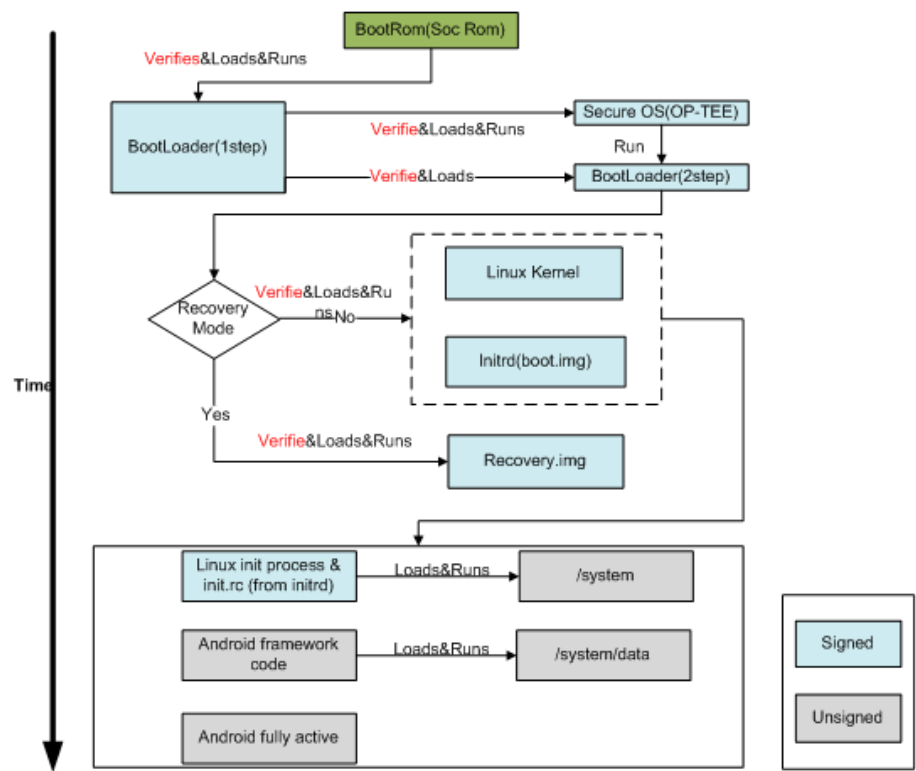 BootRom(Soc Rom)
Verifies&Loads&Runs
BootLoader(1step)
Secure OS(OP-TEE)
Verifie&Loads&Runs
Run
Verifie&Loads
BootLoader(2step)
Linux Kernel
Recovery
Mode
Verifie&Loads&Ru
nsNo
Initrd(boot.img)
Time
Yes
Verifie&Loads&Runs
Recovery.img
Linux init process &
init.rc (from initrd)
Loads&Runs
/system
Android framework
code
Loads&Runs
/system/data
Android fully active
Signed
Unsigned